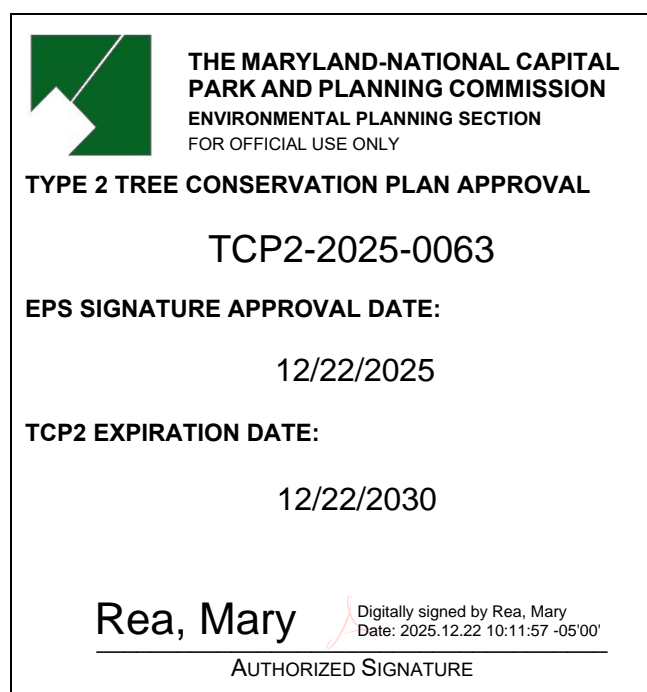 THE MARYLAND-NATIONAL CAPITAL
PARK AND PLANNING COMMISSION
ENVIRONMENTAL PLANNING SECTION
FOR OFFICIAL USE ONLY
TYPE 2 TREE CONSERVATION PLAN APPROVAL
TCP2-2025-0063
EPS SIGNATURE APPROVAL DATE:
12/22/2025
TCP2 EXPIRATION DATE:
12/22/2030
Rea, Mary
Digitally signed by Rea, Mary
Date: 2025.12.22 10:11:57 -05'00'
AUTHORIZED SIGNATURE